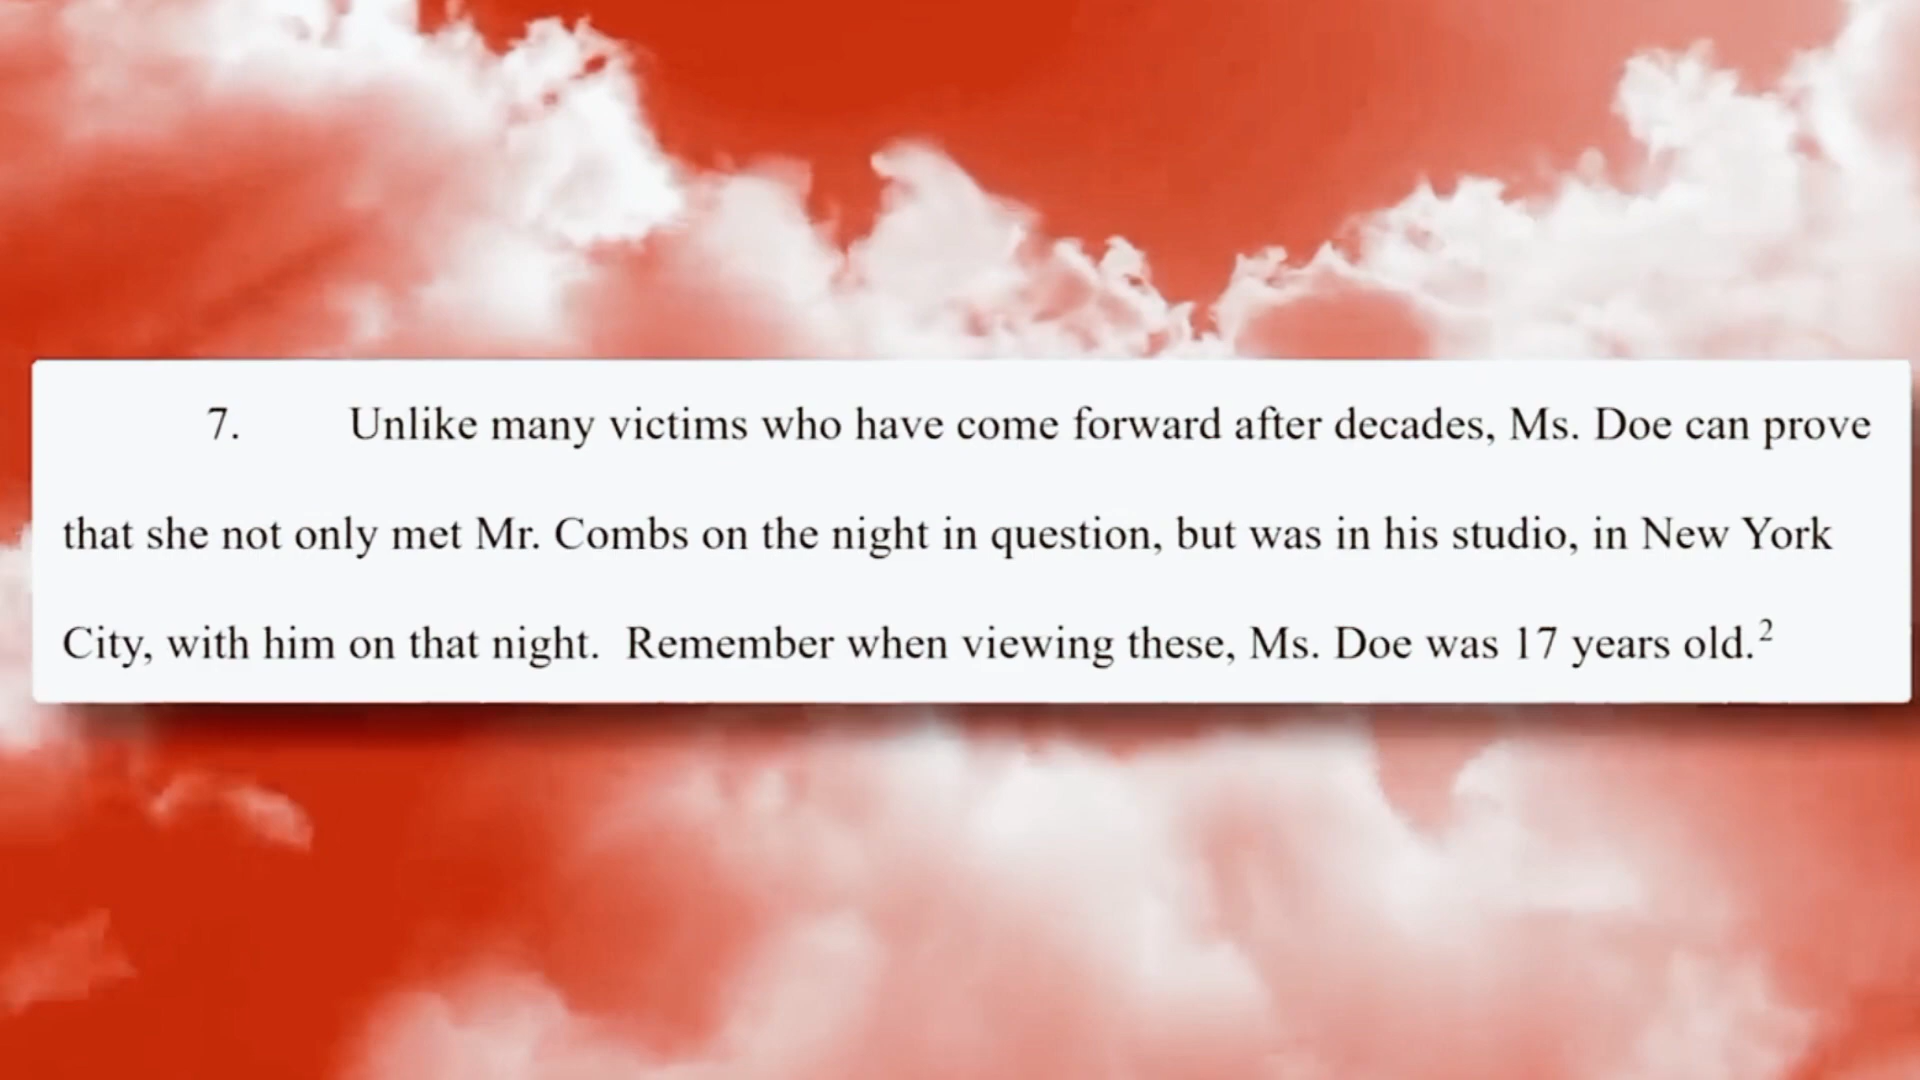 7. Unlike many victims who have come forward after decades, Ms. Doe can prove
that she not only met Mr. Combs on the night in question, but was in his studio, in New York
City, with him on that night.  Remember when viewing these, Ms. Doe was 17 years old.²